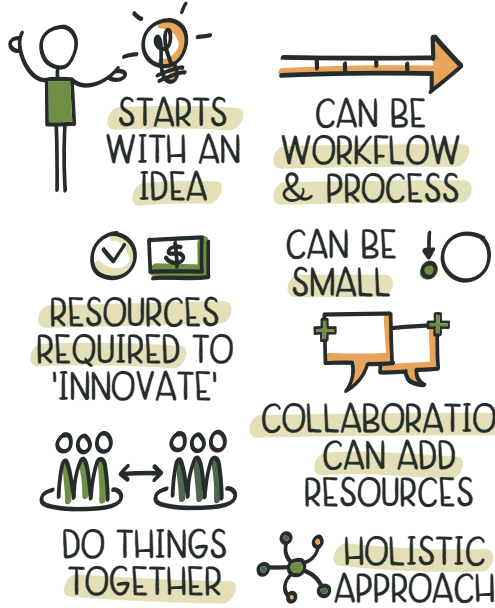 STARTS
WITH AN
IDEA
CAN BE
WORKFLOW
& PROCESS
RESOURCES
REQUIRED TO
'INNOVATE'
$
CAN BE
SMALL
COLLABORATIO
CAN ADD
RESOURCES
DO THINGS
TOGETHER
HOLISTIC
APPROACH